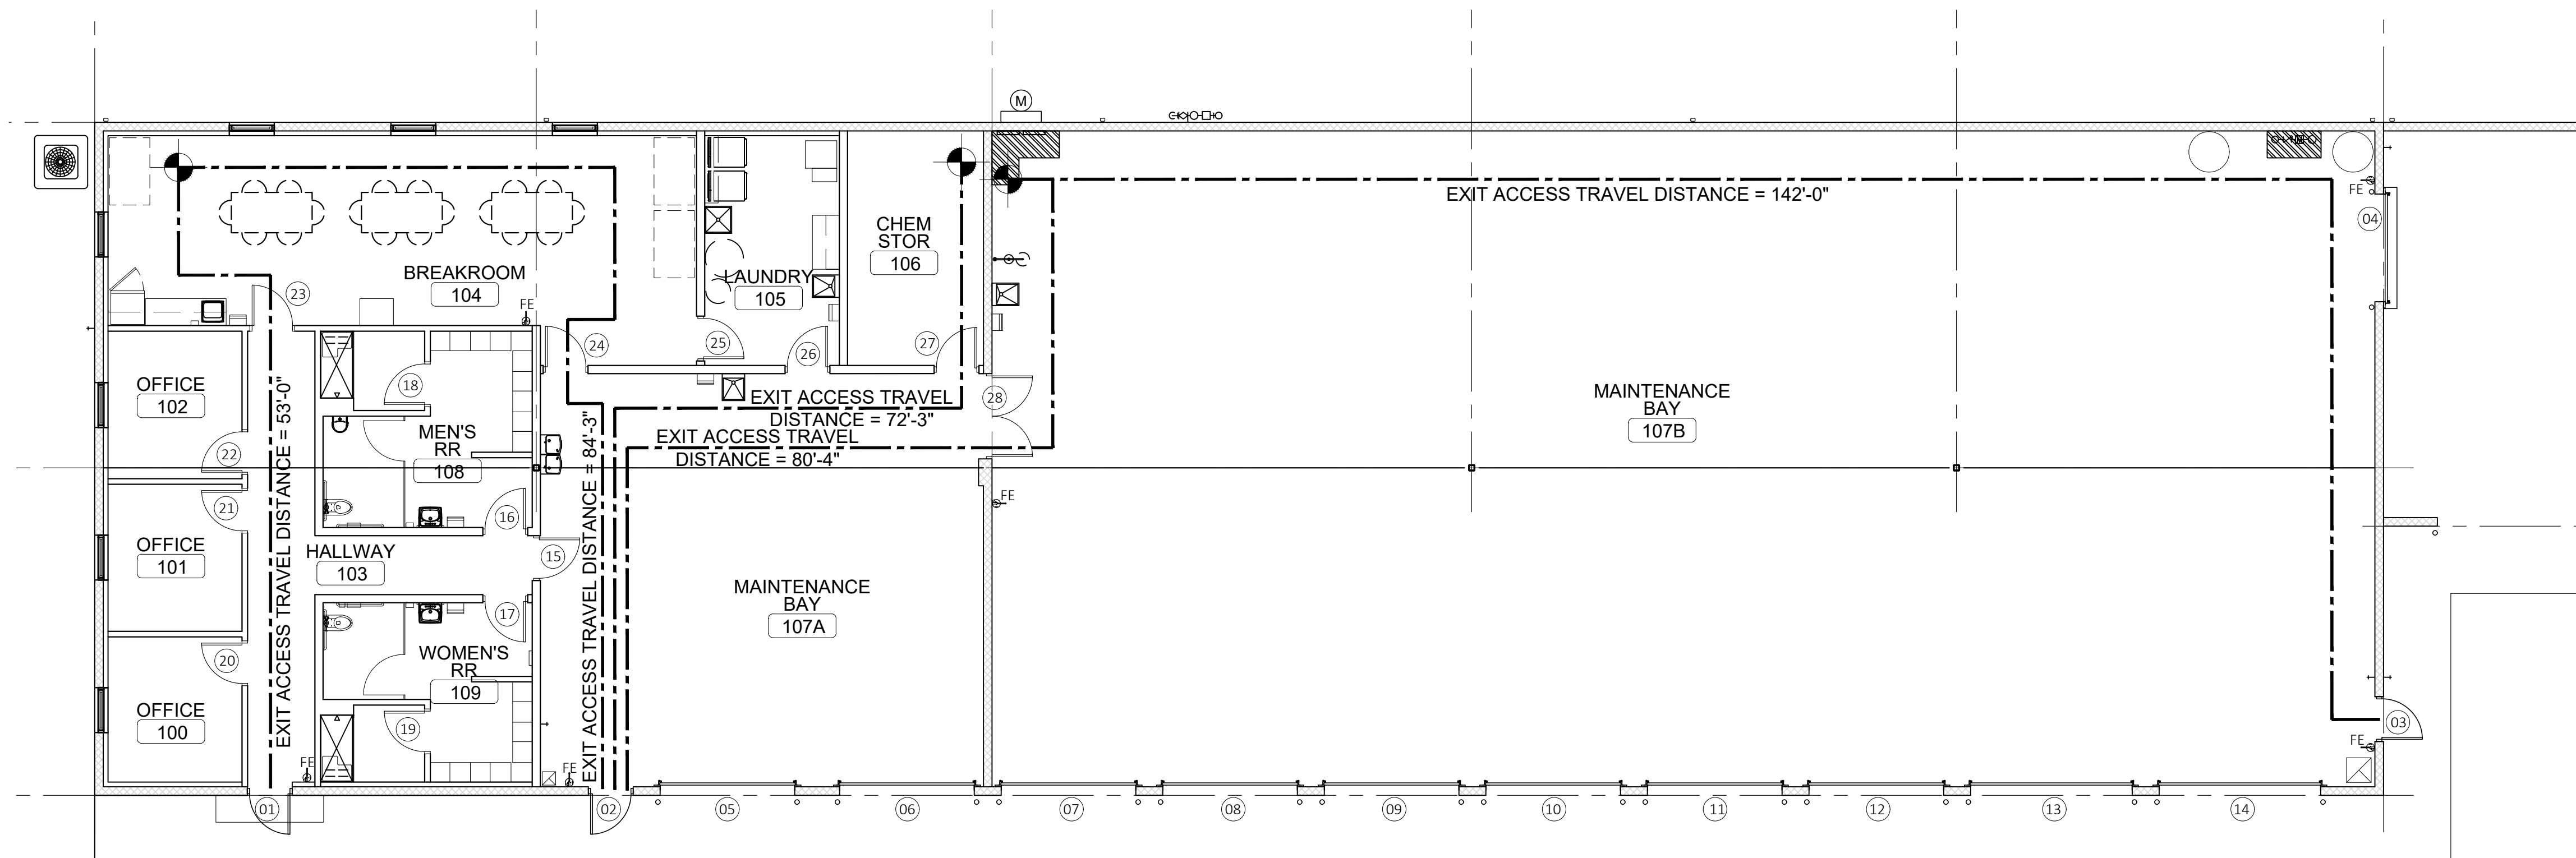 M
EXIT ACCESS TRAVEL DISTANCE = 142'-0"
FE
04
CHEM
STOR
106
BREAKROOM
104
LAUNDRY
105
23
FE
24
25
26
27
OFFICE
102
18
EXIT ACCESS TRAVEL
DISTANCE = 72'-3"
28
MAINTENANCE
BAY
107B
MEN'S
RR
108
EXIT ACCESS TRAVEL
DISTANCE = 80'-4"
22
EXIT ACCESS TRAVEL DISTANCE = 53'-0"
EXIT ACCESS TRAVEL DISTANCE = 84'-3"
FE
21
16
OFFICE
101
HALLWAY
103
15
MAINTENANCE
BAY
107A
17
20
WOMEN'S
RR
109
OFFICE
100
19
03
FE
FE
FE
01
02
05
06
07
08
09
10
11
12
13
14